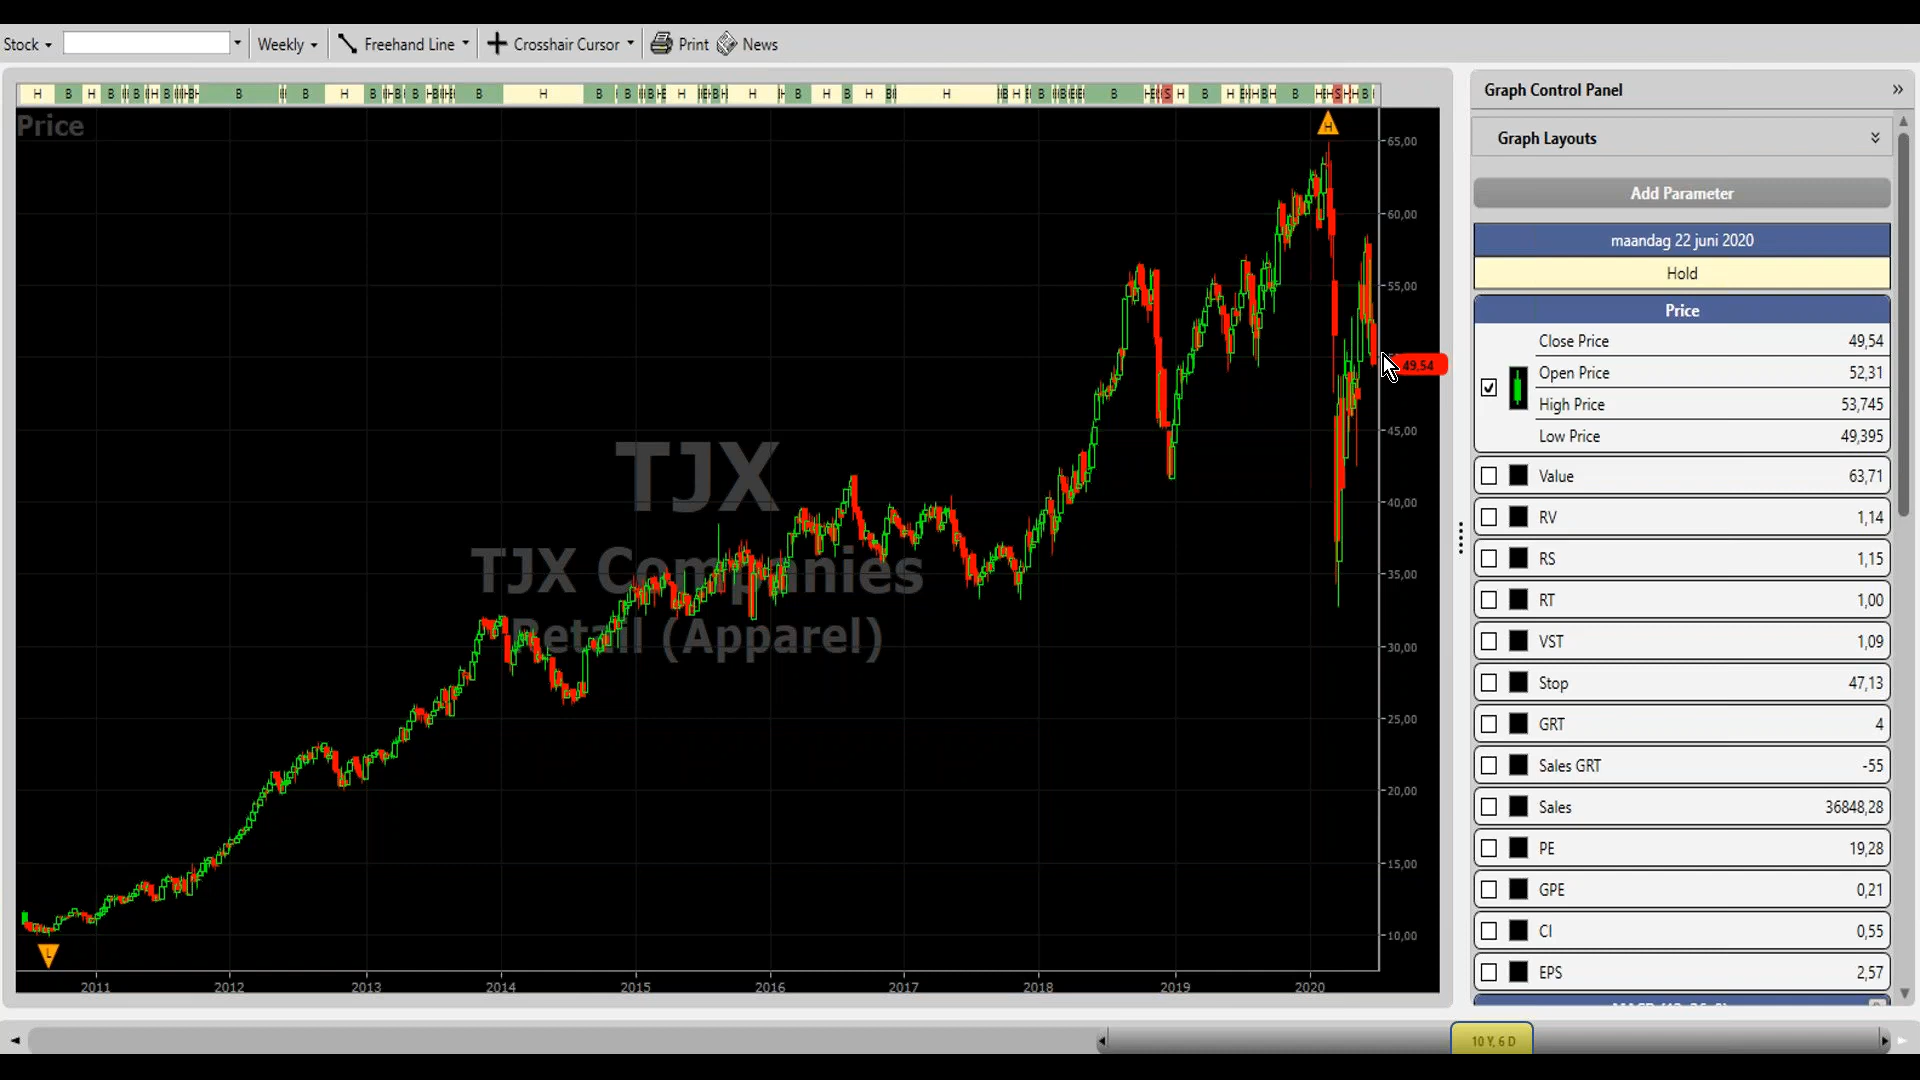 Stock
Weekly
Freehand Line
Crosshair Cursor
Print
News
H B H B B H B B B H B B B H B B H H B H B H H B H B B S H B H H H B H B H H S H H B
Price
H
65,00
60,00
55,00
49,54
45,00
40,00
35,00
30,00
25,00
20,00
15,00
10,00
TJX
TJX Companies
Retail (Apparel)
L
2011 2012 2013 2014 2015 2016 2017 2018 2019 2020
10 Y, 6 D
Graph Control Panel
Graph Layouts
Add Parameter
maandag 22 juni 2020
Hold
Price
Close Price 49,54
Open Price 52,31
High Price 53,745
Low Price 49,395
Value 63,71
RV 1,14
RS 1,15
RT 1,00
VST 1,09
Stop 47,13
GRT 4
Sales GRT -55
Sales 36848,28
PE 19,28
GPE 0,21
CI 0,55
EPS 2,57